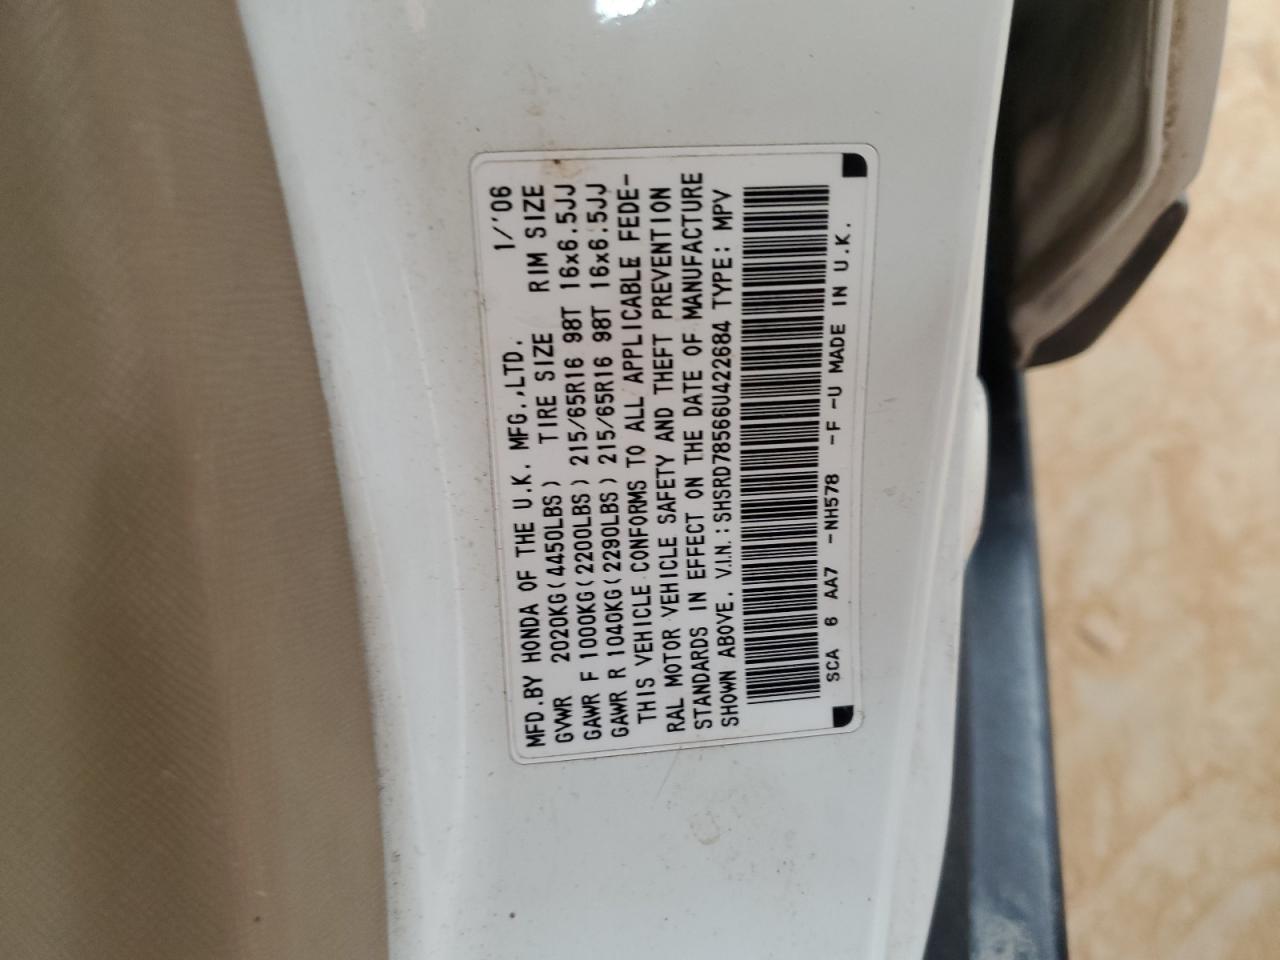 MFD.BY HONDA OF THE U.K. MFG.,LTD. 1/'06
GVWR 2020KG(4450LBS) TIRE SIZE RIM SIZE
GAWR F 1000KG(2200LBS) 215/65R16 98T 16x6.5JJ
GAWR R 1040KG(2290LBS) 215/65R16 98T 16x6.5JJ
THIS VEHICLE CONFORMS TO ALL APPLICABLE FEDE-
RAL MOTOR VEHICLE SAFETY AND THEFT PREVENTION
STANDARDS IN EFFECT ON THE DATE OF MANUFACTURE
SHOWN ABOVE. V.I.N.:SHSRD78566U422684 TYPE: MPV
SCA 6 AA7 -NH578 -F -U MADE IN U.K.